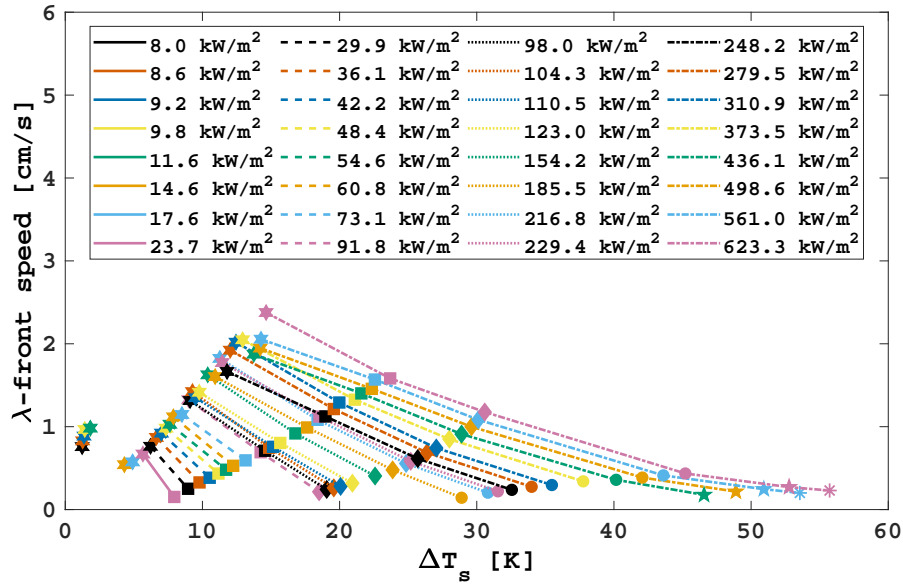 6
5
4
3
2
1
0
λ-front speed [cm/s]
8.0 kW/m² 29.9 kW/m² 98.0 kW/m² 248.2 kW/m²
8.6 kW/m² 36.1 kW/m² 104.3 kW/m² 279.5 kW/m²
9.2 kW/m² 42.2 kW/m² 110.5 kW/m² 310.9 kW/m²
9.8 kW/m² 48.4 kW/m² 123.0 kW/m² 373.5 kW/m²
11.6 kW/m² 54.6 kW/m² 154.2 kW/m² 436.1 kW/m²
14.6 kW/m² 60.8 kW/m² 185.5 kW/m² 498.6 kW/m²
17.6 kW/m² 73.1 kW/m² 216.8 kW/m² 561.0 kW/m²
23.7 kW/m² 91.8 kW/m² 229.4 kW/m² 623.3 kW/m²
0 10 20 30 40 50 60
ΔTₛ [K]